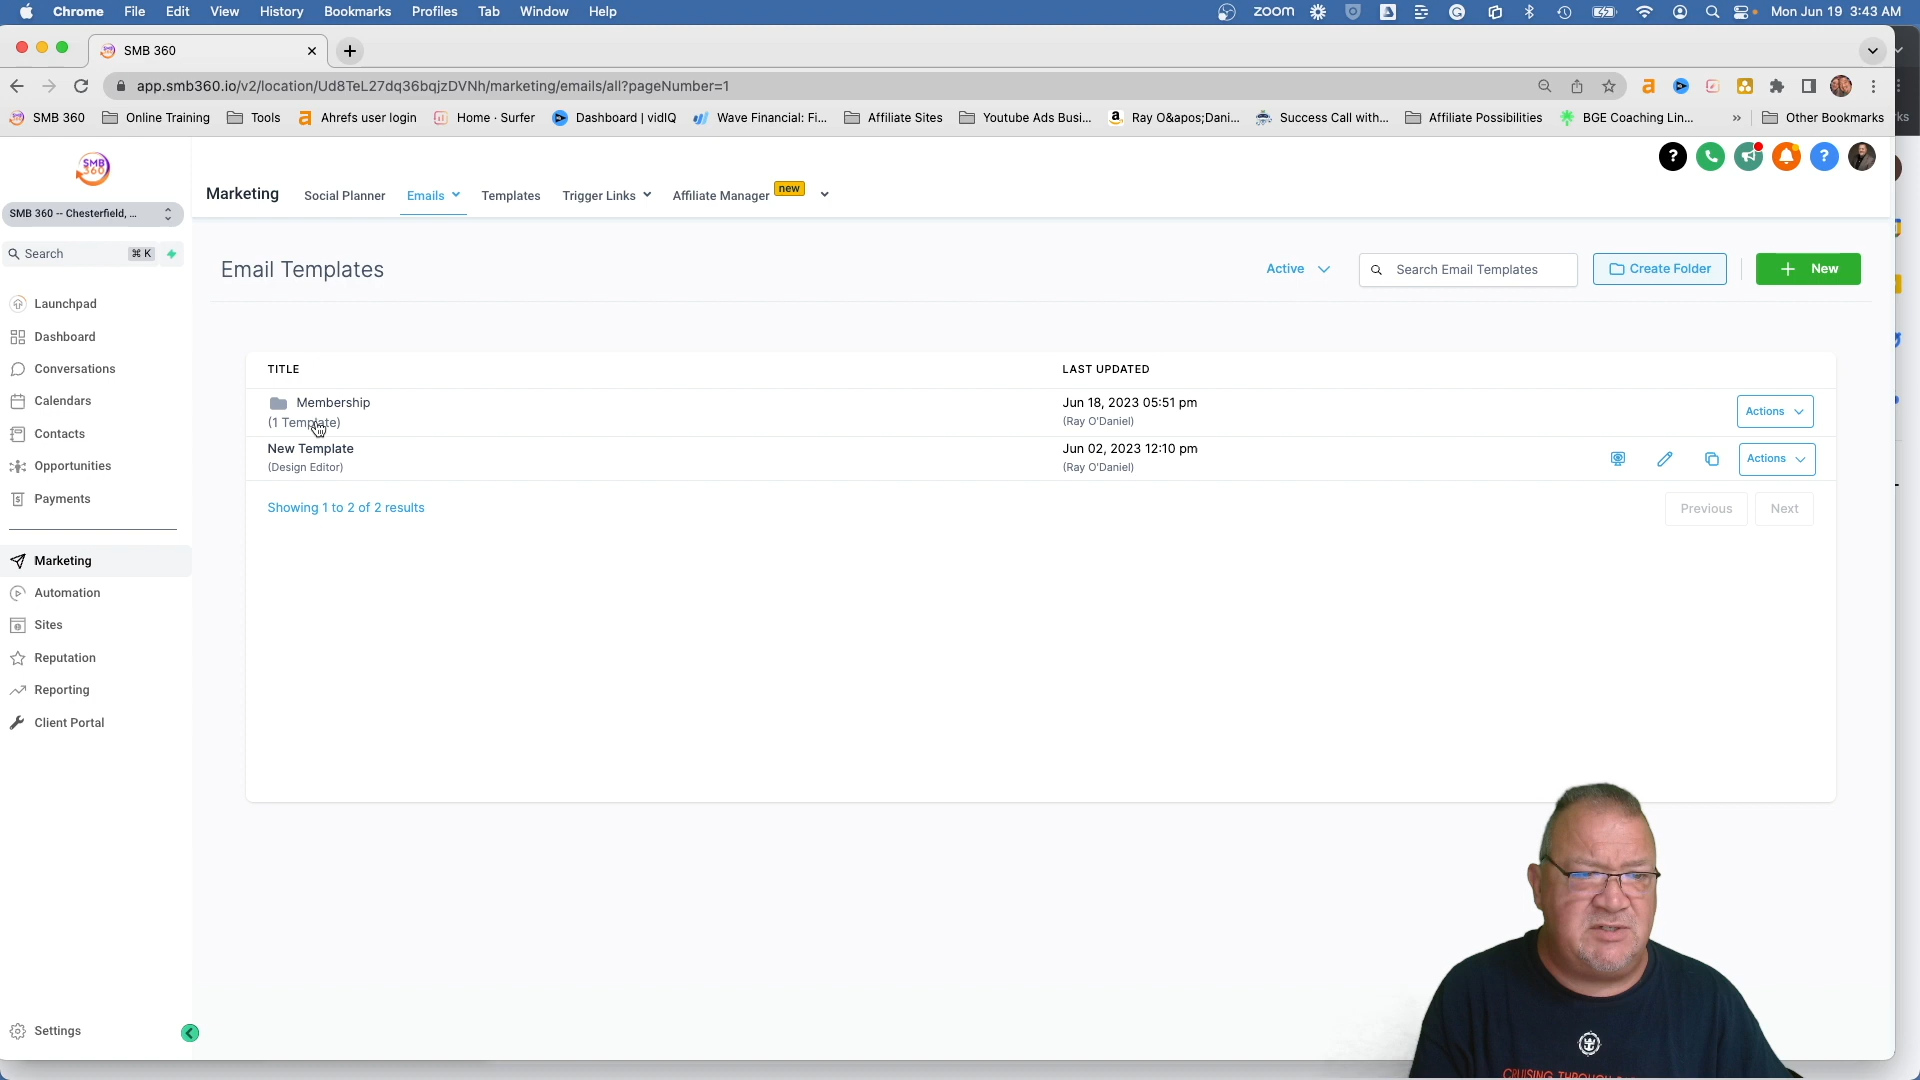 Chrome File Edit View History Bookmarks Profiles Tab Window Help zoom Mon Jun 19 3:43 AM
SMB 360
app.smb360.io/v2/location/Ud8TeL27dq36bqjzDVNh/marketing/emails/all?pageNumber=1
SMB 360 Online Training Tools Ahrefs user login Home · Surfer Dashboard | vidIQ Wave Financial: Fi... Affiliate Sites Youtube Ads Busi... Ray O&apos;Dani... Success Call with... Affiliate Possibilities BGE Coaching Lin... » Other Bookmarks
SMB
360
Marketing Social Planner Emails Templates Trigger Links Affiliate Manager new
SMB 360 -- Chesterfield, ...
Search ⌘ K
Email Templates Active Search Email Templates Create Folder + New
Launchpad
Dashboard
Conversations
Calendars
Contacts
Opportunities
Payments
Marketing
Automation
Sites
Reputation
Reporting
Client Portal
Settings
TITLE LAST UPDATED
Membership Jun 18, 2023 05:51 pm Actions
(1 Template) (Ray O'Daniel)
New Template Jun 02, 2023 12:10 pm Actions
(Design Editor) (Ray O'Daniel)
Showing 1 to 2 of 2 results Previous Next